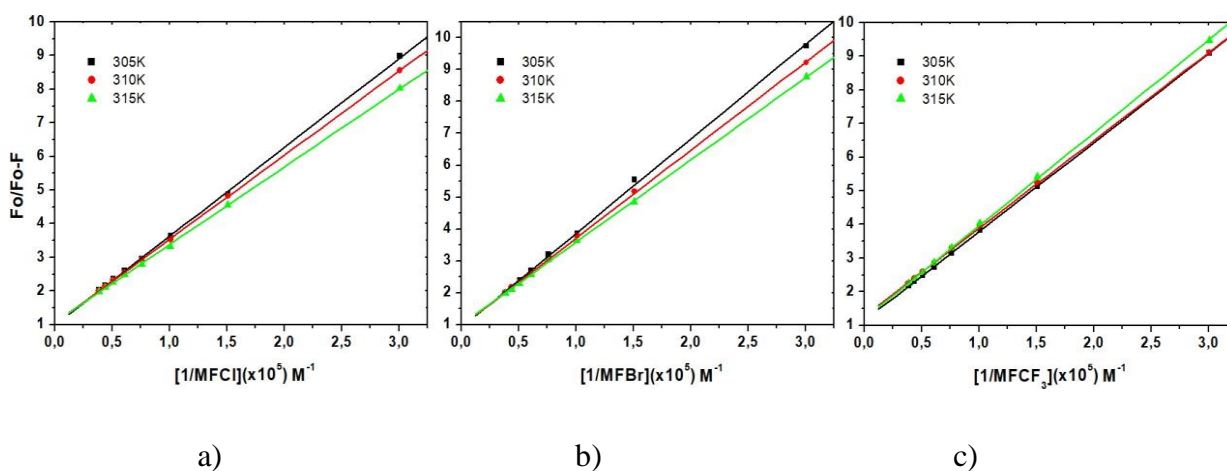 Fo/Fo-F
10
9
8
7
6
5
4
3
2
1
305K
310K
315K
0,0 0,5 1,0 1,5 2,0 2,5 3,0
[1/MFCl](x10⁵) M⁻¹
a)
10
9
8
7
6
5
4
3
2
1
305K
310K
315K
0,0 0,5 1,0 1,5 2,0 2,5 3,0
[1/MFBr](x10⁵) M⁻¹
b)
10
9
8
7
6
5
4
3
2
1
305K
310K
315K
0,0 0,5 1,0 1,5 2,0 2,5 3,0
[1/MFCF₃](x10⁵) M⁻¹
c)